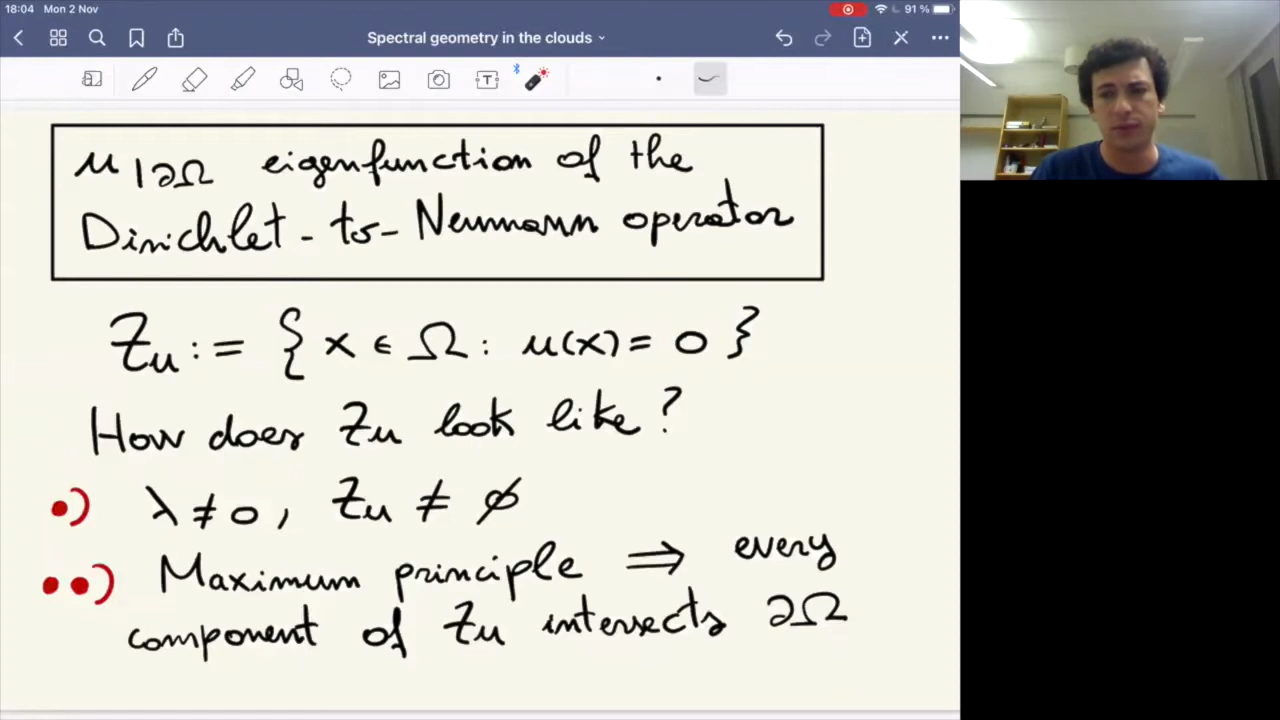 18:04 Mon 2 Nov
91 %
Spectral geometry in the clouds
u|∂Ω eigenfunction of the
Dirichlet-to-Neumann operator
Zu := { x ∈ Ω : u(x) = 0 }
How does Zu look like?
•) λ ≠ 0, Zu ≠ ∅
••) Maximum principle ⇒ every
component of Zu intersects ∂Ω